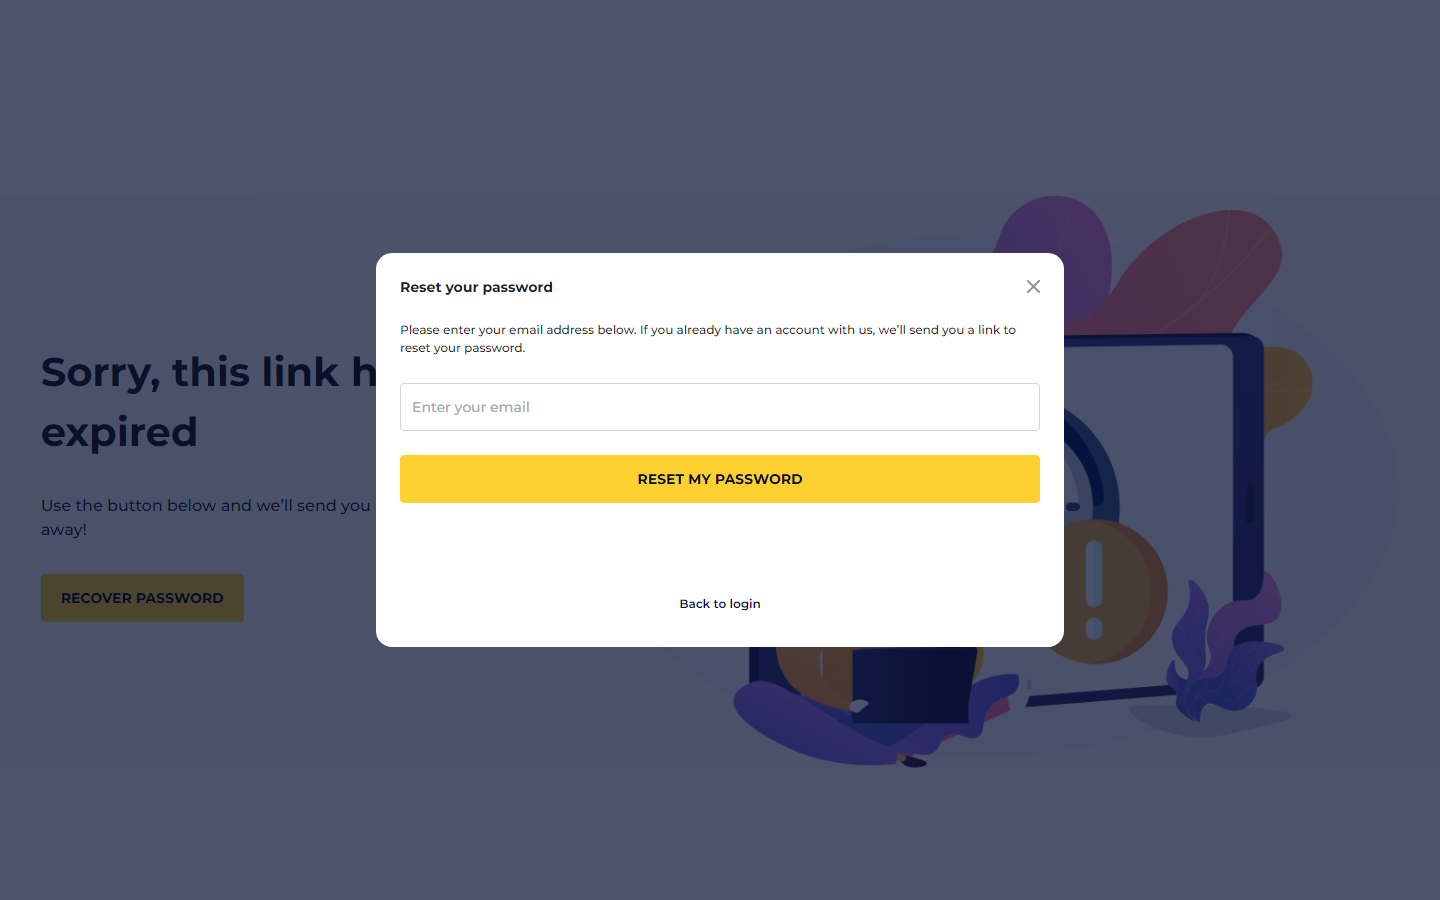 Reset your password
Please enter your email address below. If you already have an account with us, we’ll send you a link to
reset your password.
Enter your email
RESET MY PASSWORD
Back to login
Sorry, this link
expired
Use the button below and we’ll send you
away!
RECOVER PASSWORD